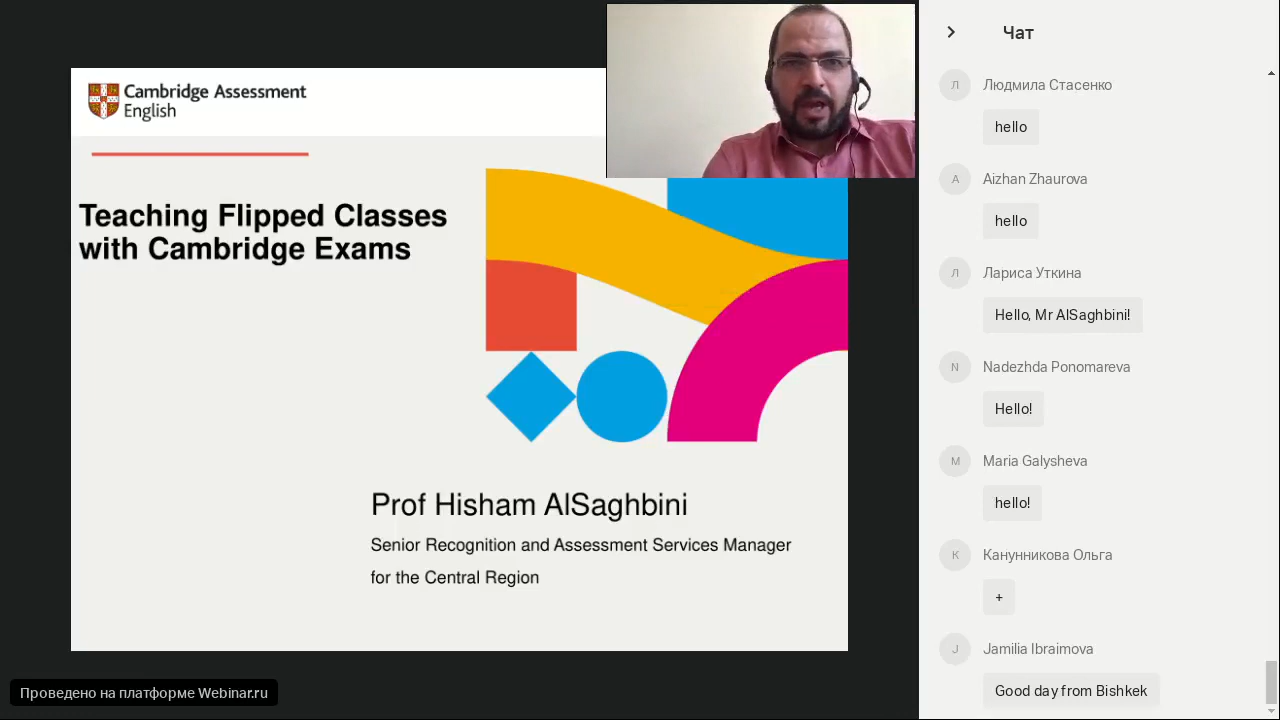 Cambridge Assessment
English
Teaching Flipped Classes
with Cambridge Exams
Prof Hisham AlSaghbini
Senior Recognition and Assessment Services Manager
for the Central Region
Проведено на платформе Webinar.ru
Чат
Л
Людмила Стасенко
hello
A
Aizhan Zhaurova
hello
Л
Лариса Уткина
Hello, Mr AlSaghbini!
N
Nadezhda Ponomareva
Hello!
M
Maria Galysheva
hello!
К
Канунникова Ольга
+
J
Jamilia Ibraimova
Good day from Bishkek